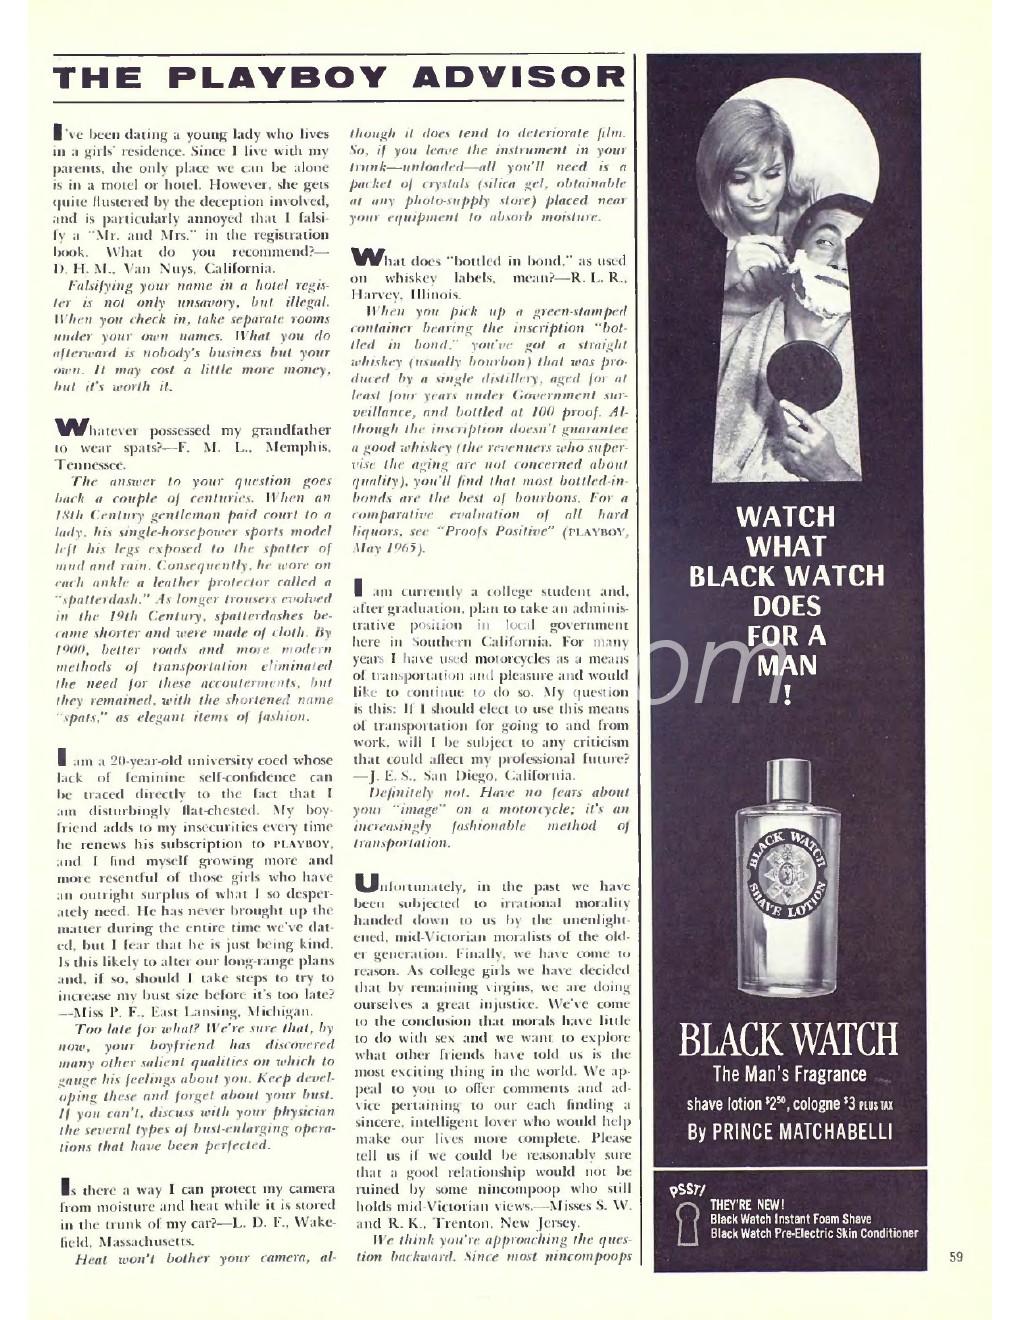 THE PLAYBOY ADVISOR
I've been dating a young lady who lives
in a girls' residence. Since I live with my
parents, the only place we can be alone
is in a motel or hotel. However, she gets
quite flustered by the deception involved,
and is particularly annoyed that I falsi-
fy a "Mr. and Mrs." in the registration
book. What do you recommend?—
D. H. M., Van Nuys, California.
Falsifying your name in a hotel regis-
ter is not only unsavory, but illegal.
When you check in, take separate rooms
under your own names. What you do
afterward is nobody's business but your
own. It may cost a little more money,
but it's worth it.
Whatever possessed my grandfather
to wear spats?—F. M. L., Memphis,
Tennessee.
The answer to your question goes
back a couple of centuries. When an
18th Century gentleman paid court to a
lady, his single-horsepower sports model
left his legs exposed to the spatter of
mud and rain. Consequently, he wore on
each ankle a leather protector called a
"spatterdash." As longer trousers evolved
in the 19th Century, spatterdashes be-
came shorter and were made of cloth. By
1900, better roads and more modern
methods of transportation eliminated
the need for these accouterments, but
they remained, with the shortened name
"spats," as elegant items of fashion.
I am a 20-year-old university coed whose
lack of feminine self-confidence can
be traced directly to the fact that I
am disturbingly flat-chested. My boy-
friend adds to my insecurities every time
he renews his subscription to PLAYBOY,
and I find myself growing more and
more resentful of those girls who have
an outright surplus of what I so desper-
ately need. He has never brought up the
matter during the entire time we've dat-
ed, but I fear that he is just being kind.
Is this likely to alter our long-range plans
and, if so, should I take steps to try to
increase my bust size before it's too late?
—Miss P. F., East Lansing, Michigan.
Too late for what? We're sure that, by
now, your boyfriend has discovered
many other salient qualities on which to
gauge his feelings about you. Keep devel-
oping these and forget about your bust.
If you can't, discuss with your physician
the several types of bust-enlarging opera-
tions that have been perfected.
Is there a way I can protect my camera
from moisture and heat while it is stored
in the trunk of my car?—L. D. F., Wake-
field, Massachusetts.
Heat won't bother your camera, al-
though it does tend to deteriorate film.
So, if you leave the instrument in your
trunk—unloaded—all you'll need is a
packet of crystals (silica gel, obtainable
at any photo-supply store) placed near
your equipment to absorb moisture.
What does "bottled in bond," as used
on whiskey labels, mean?—R. L. R.,
Harvey, Illinois.
When you pick up a green-stamped
container bearing the inscription "bot-
tled in bond," you've got a straight
whiskey (usually bourbon) that was pro-
duced by a single distillery, aged for at
least four years under Government sur-
veillance, and bottled at 100 proof. Al-
though the inscription doesn't guarantee
a good whiskey (the revenuers who super-
vise the aging are not concerned about
quality), you'll find that most bottled-in-
bonds are the best of bourbons. For a
comparative evaluation of all hard
liquors, see "Proofs Positive" (PLAYBOY,
May 1965).
I am currently a college student and,
after graduation, plan to take an adminis-
trative position in local government
here in Southern California. For many
years I have used motorcycles as a means
of transportation and pleasure and would
like to continue to do so. My question
is this: If I should elect to use this means
of transportation for going to and from
work, will I be subject to any criticism
that could affect my professional future?
—J. E. S., San Diego, California.
Definitely not. Have no fears about
your "image" on a motorcycle; it's an
increasingly fashionable method of
transportation.
Unfortunately, in the past we have
been subjected to irrational morality
handed down to us by the unenlight-
ened, mid-Victorian moralists of the old-
er generation. Finally, we have come to
reason. As college girls we have decided
that by remaining virgins, we are doing
ourselves a great injustice. We've come
to the conclusion that morals have little
to do with sex and we want to explore
what other friends have told us is the
most exciting thing in the world. We ap-
peal to you to offer comments and ad-
vice pertaining to our each finding a
sincere, intelligent lover who would help
make our lives more complete. Please
tell us if we could be reasonably sure
that a good relationship would not be
ruined by some nincompoop who still
holds mid-Victorian views.—Misses S. W.
and R. K., Trenton, New Jersey.
We think you're approaching the ques-
tion backward. Since most nincompoops
WATCH
WHAT
BLACK WATCH
DOES
FOR A
MAN
!
BLACK WATCH
SHAVE LOTION
BLACK WATCH
The Man's Fragrance
shave lotion $2.50, cologne $3 PLUS TAX
By PRINCE MATCHABELLI
PSST!
THEY'RE NEW!
Black Watch Instant Foam Shave
Black Watch Pre-Electric Skin Conditioner
59